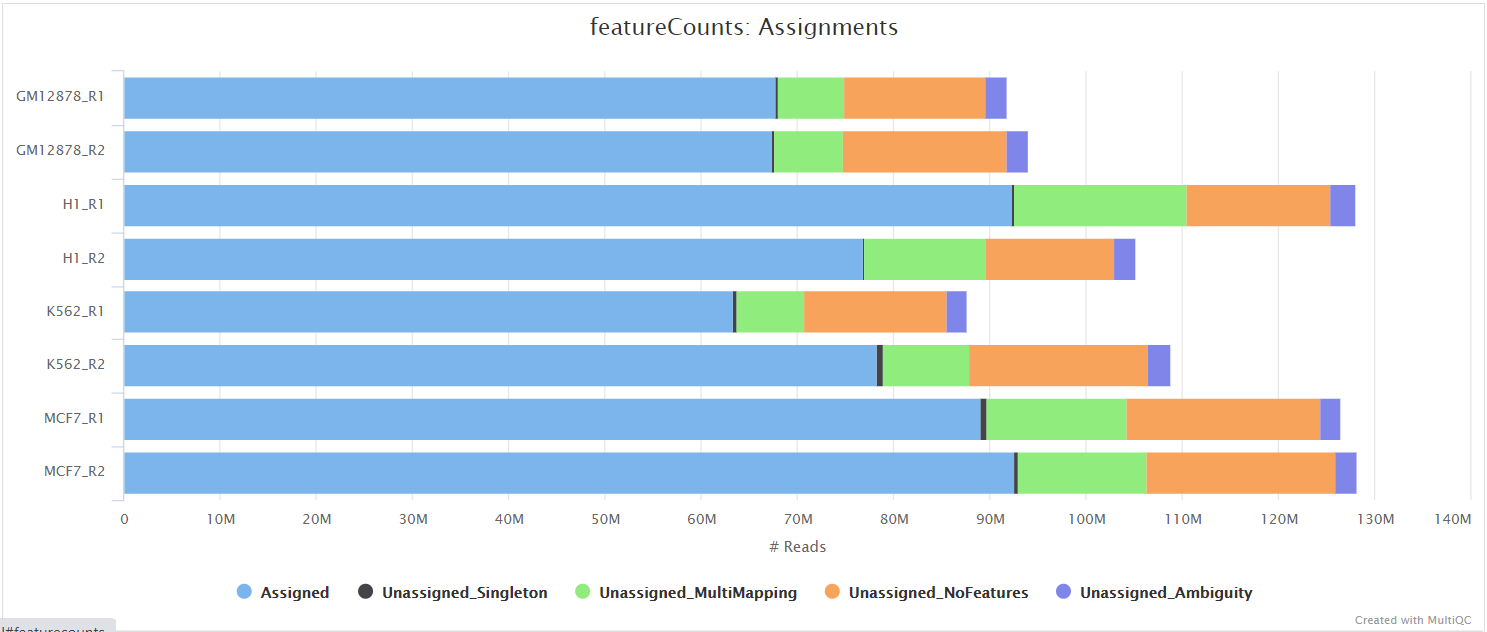 featureCounts: Assignments
GM12878_R1
GM12878_R2
H1_R1
H1_R2
K562_R1
K562_R2
MCF7_R1
MCF7_R2
0 10M 20M 30M 40M 50M 60M 70M 80M 90M 100M 110M 120M 130M 140M
# Reads
Assigned Unassigned_Singleton Unassigned_MultiMapping Unassigned_NoFeatures Unassigned_Ambiguity
Created with MultiQC